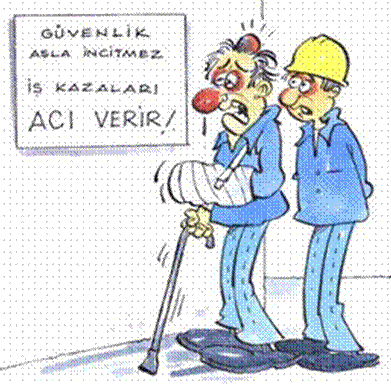 GÜVENLİK
ASLA İNCİTMEZ
İŞ KAZALARI
ACI VERİR!